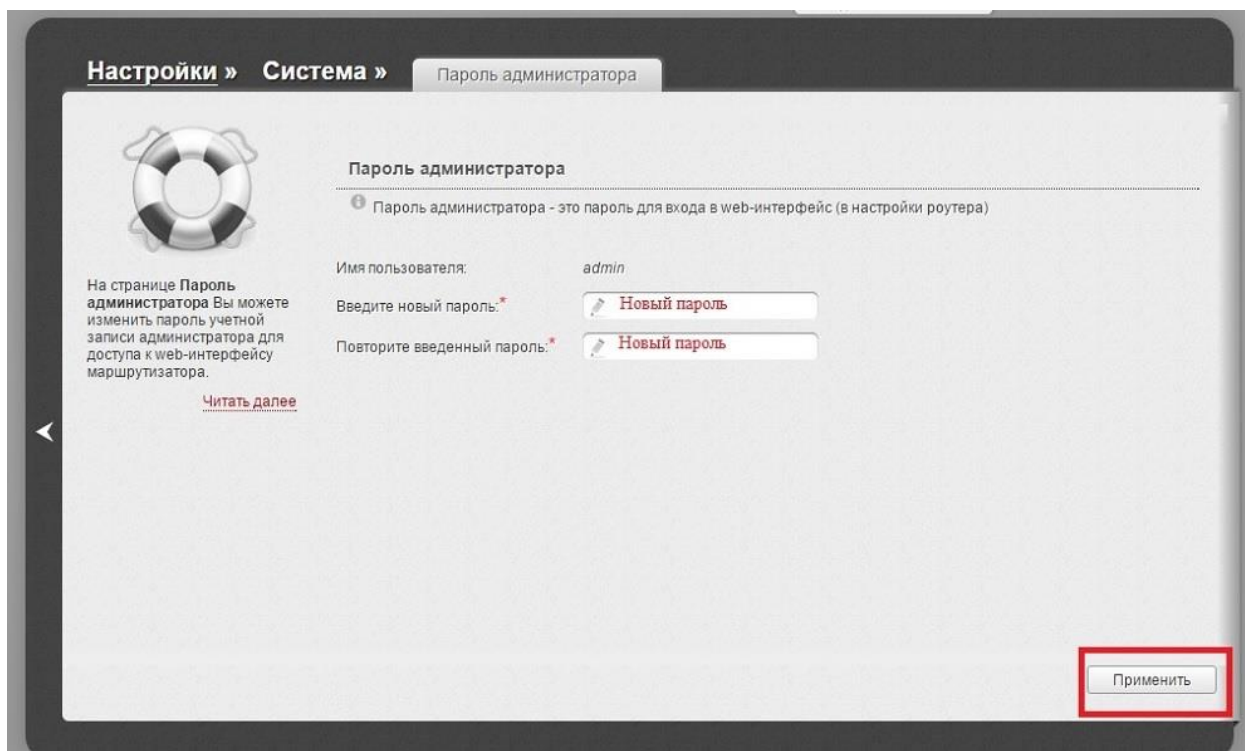 Настройки » Система » Пароль администратора
Пароль администратора
Пароль администратора - это пароль для входа в web-интерфейс (в настройки роутера)
Имя пользователя: admin
Введите новый пароль:* Новый пароль
Повторите введенный пароль:* Новый пароль
На странице Пароль
администратора Вы можете
изменить пароль учетной
записи администратора для
доступа к web-интерфейсу
маршрутизатора.
Читать далее
Применить